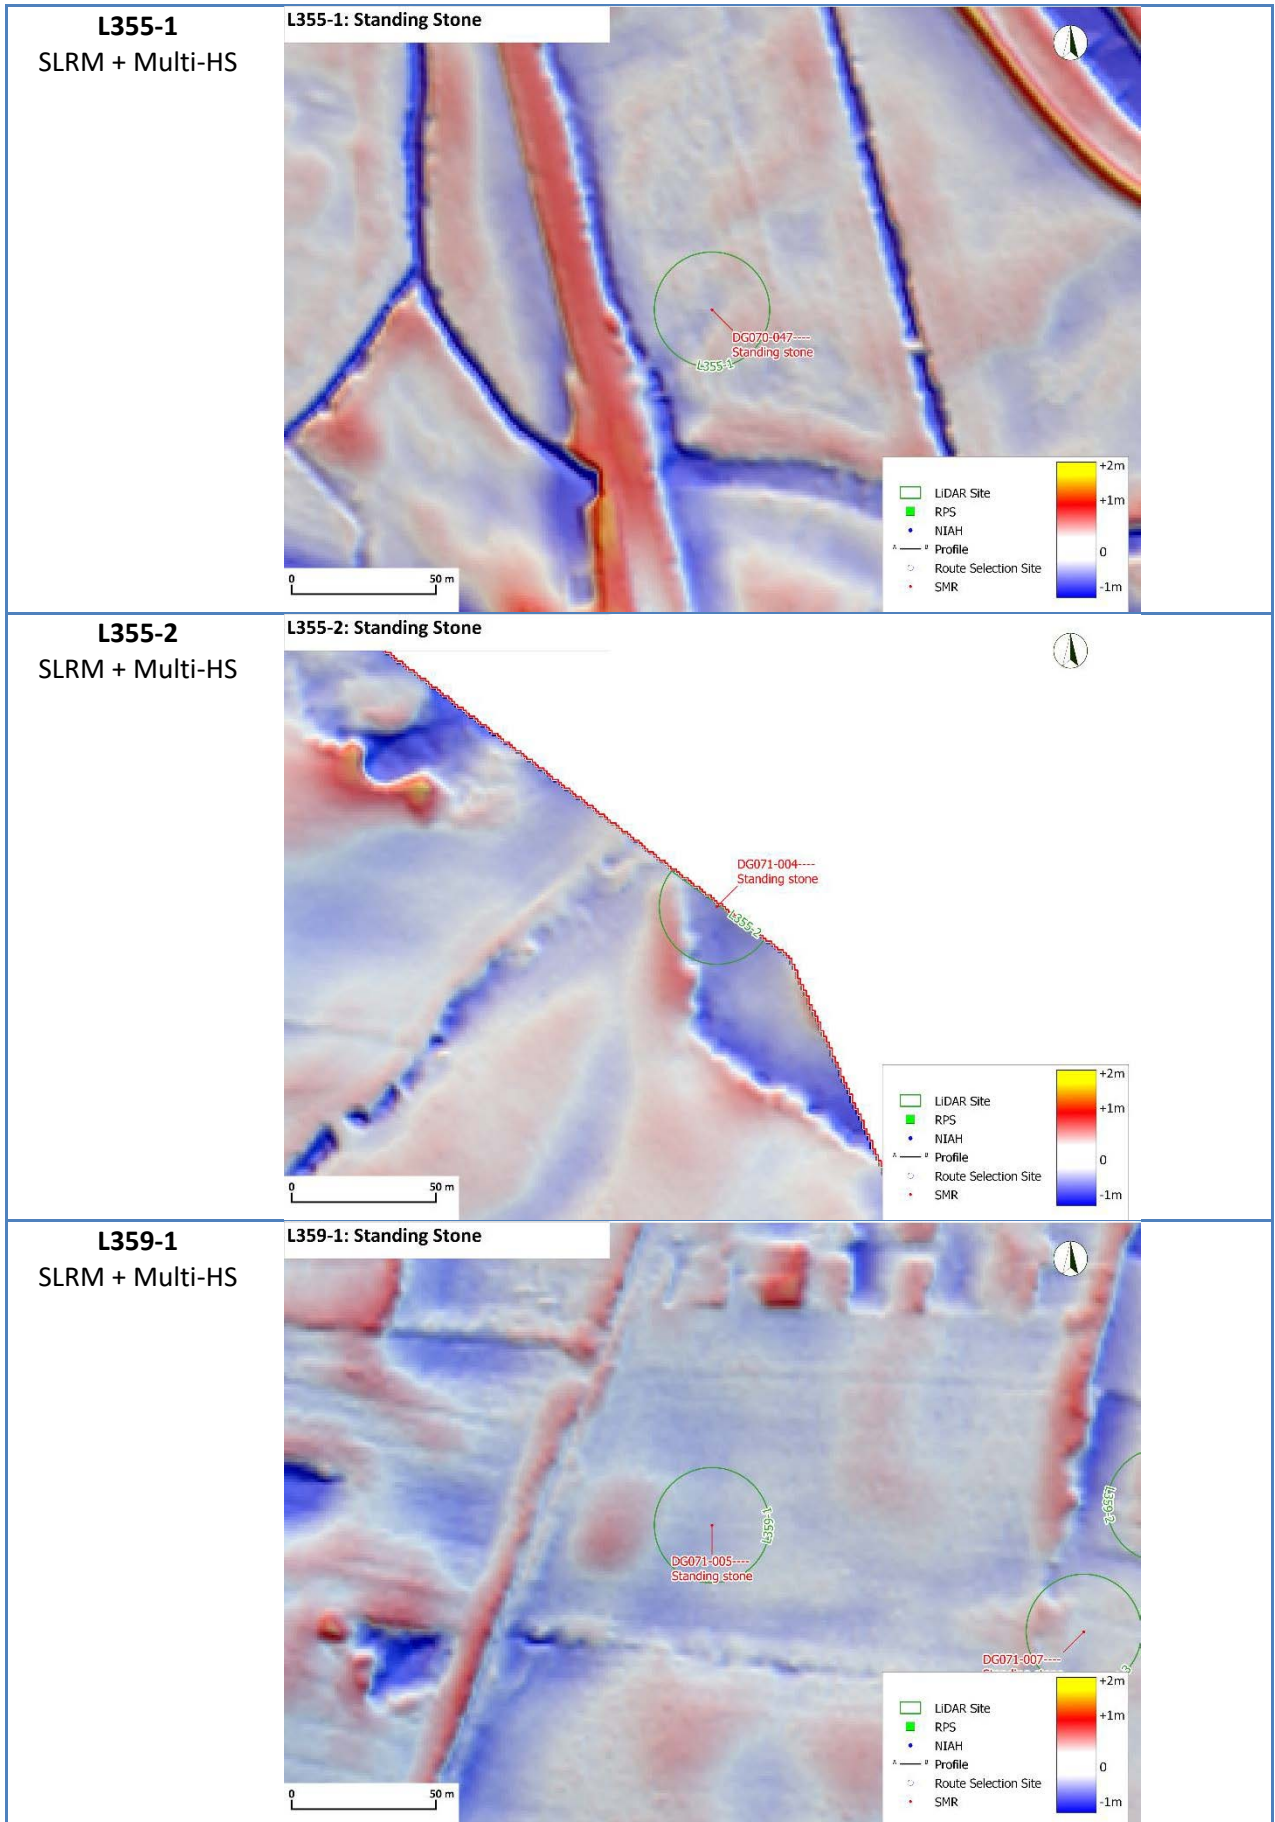 L355-1
SLRM + Multi-HS
L355-1: Standing Stone
DG070-047----
Standing stone
L355-1
LiDAR Site
RPS
NIAH
Profile
Route Selection Site
SMR
+2m
+1m
0
-1m
0 50 m
L355-2
SLRM + Multi-HS
L355-2: Standing Stone
DG071-004----
Standing stone
L355-2
LiDAR Site
RPS
NIAH
Profile
Route Selection Site
SMR
+2m
+1m
0
-1m
0 50 m
L359-1
SLRM + Multi-HS
L359-1: Standing Stone
L359-1
DG071-005----
Standing stone
L359-2
DG071-007----
3
LiDAR Site
RPS
NIAH
Profile
Route Selection Site
SMR
+2m
+1m
0
-1m
0 50 m